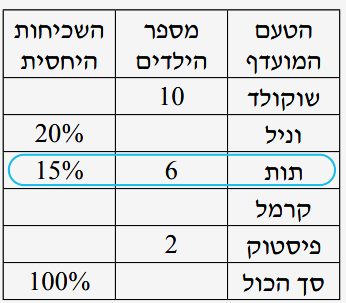 הטעם המועדף | מספר הילדים | השכיחות היחסית
שוקולד | 10 |
וניל | | 20%
תות | 6 | 15%
קרמל | |
פיסטוק | 2 |
סך הכול | | 100%